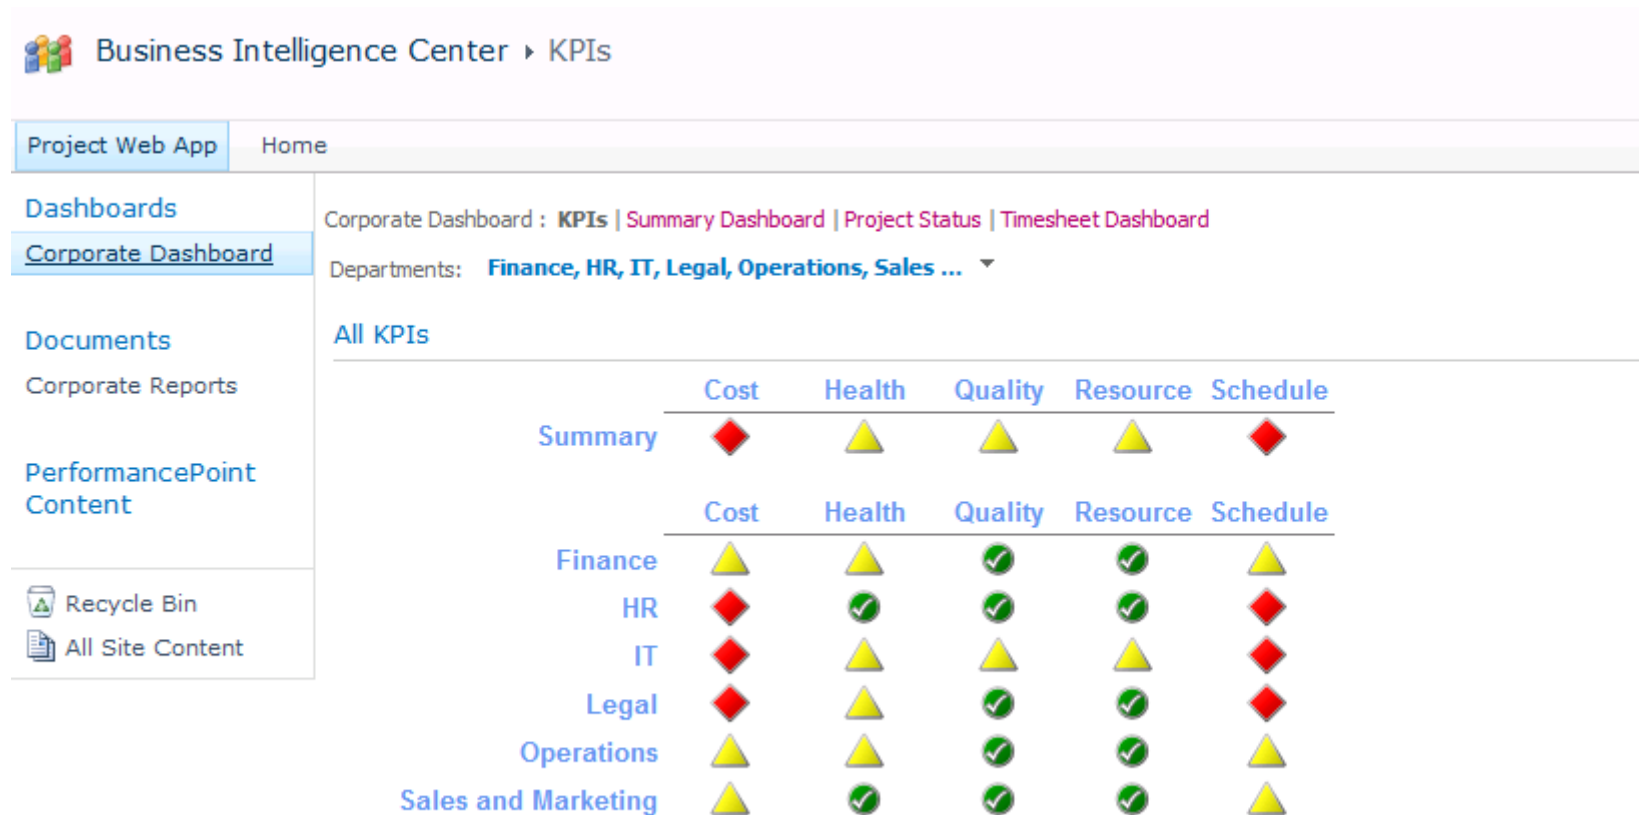 Business Intelligence Center ▸ KPIs
Project Web App Home
Dashboards
Corporate Dashboard
Documents
Corporate Reports
PerformancePoint
Content
Recycle Bin
All Site Content
Corporate Dashboard : KPIs | Summary Dashboard | Project Status | Timesheet Dashboard
Departments: Finance, HR, IT, Legal, Operations, Sales ...
All KPIs
Cost Health Quality Resource Schedule
Summary
Cost Health Quality Resource Schedule
Finance
HR
IT
Legal
Operations
Sales and Marketing